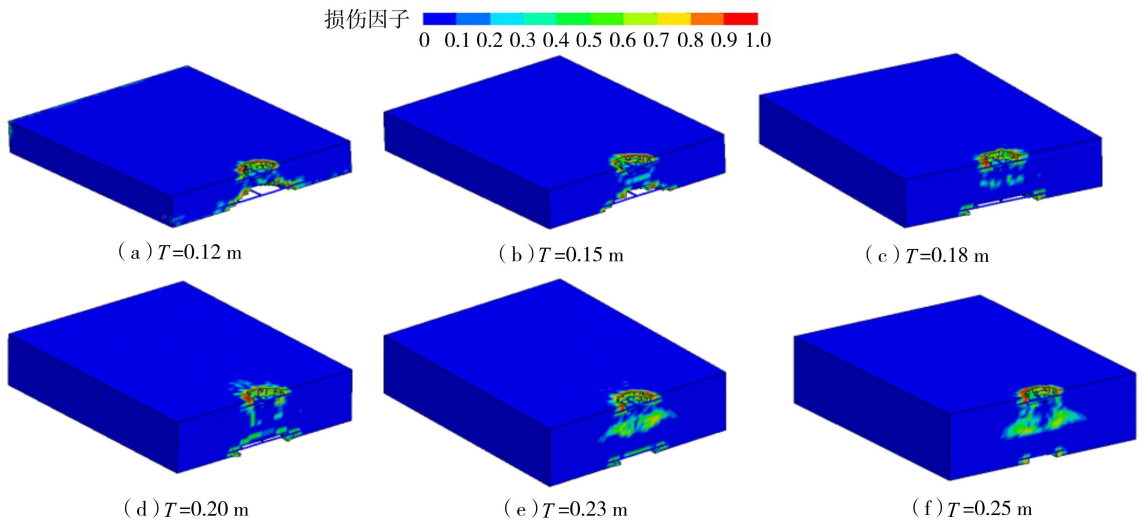 损伤因子
0 0.1 0.2 0.3 0.4 0.5 0.6 0.7 0.8 0.9 1.0
(a)T=0.12 m
(b)T=0.15 m
(c)T=0.18 m
(d)T=0.20 m
(e)T=0.23 m
(f)T=0.25 m